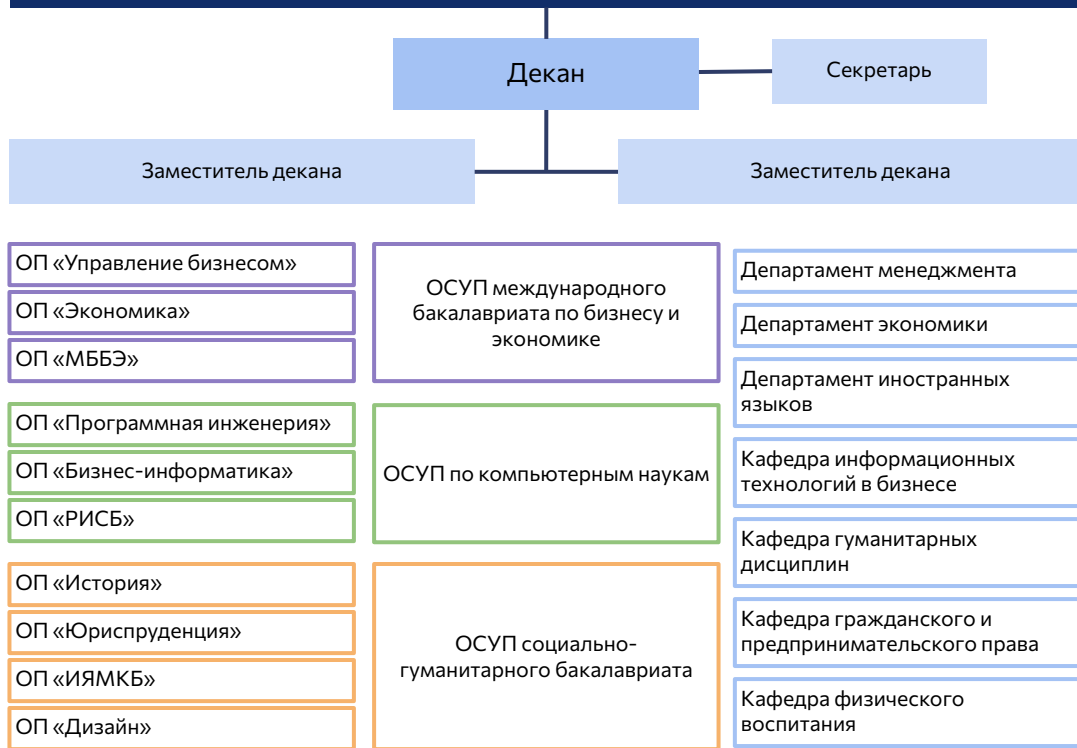 Декан
Секретарь
Заместитель декана
Заместитель декана
ОП «Управление бизнесом»
ОП «Экономика»
ОП «МББЭ»
ОП «Программная инженерия»
ОП «Бизнес-информатика»
ОП «РИСБ»
ОП «История»
ОП «Юриспруденция»
ОП «ИЯМКБ»
ОП «Дизайн»
ОСУП международного
бакалавриата по бизнесу и
экономике
ОСУП по компьютерным наукам
ОСУП социально-
гуманитарного бакалавриата
Департамент менеджмента
Департамент экономики
Департамент иностранных
языков
Кафедра информационных
технологий в бизнесе
Кафедра гуманитарных
дисциплин
Кафедра гражданского и
предпринимательского права
Кафедра физического
воспитания